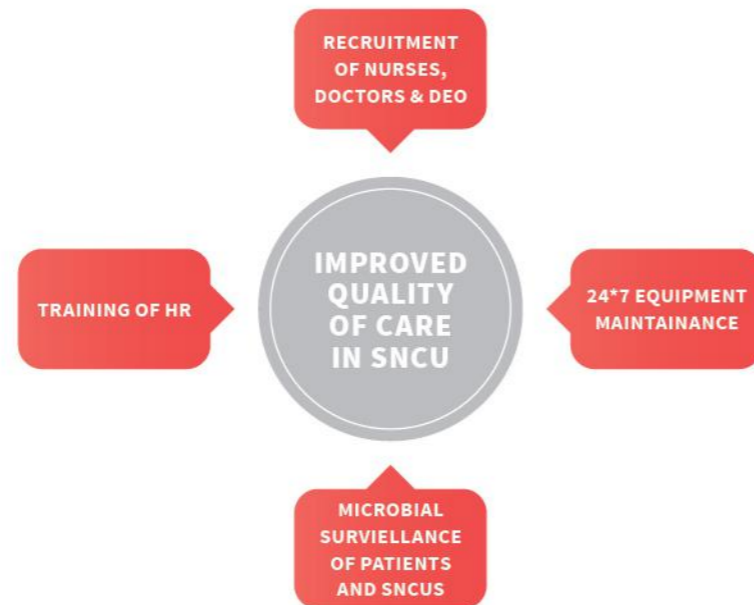 RECRUITMENT
OF NURSES,
DOCTORS & DEO
IMPROVED
QUALITY
OF CARE
IN SNCU
TRAINING OF HR
24*7 EQUIPMENT
MAINTAINANCE
MICROBIAL
SURVIELLANCE
OF PATIENTS
AND SNCUS